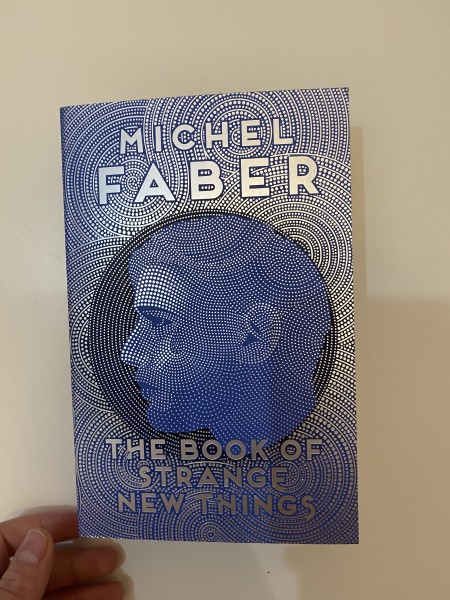 MICHEL
FABER
THE BOOK OF
STRANGE
NEW THINGS